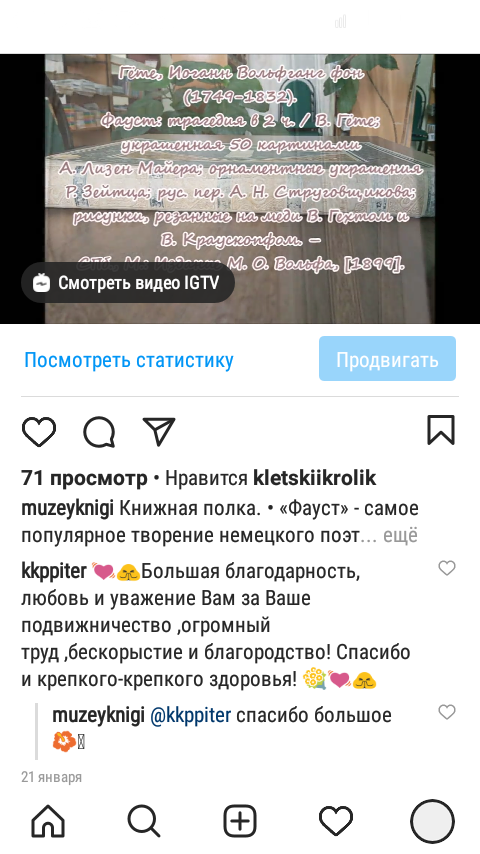 Гёте, Иоганн Вольфганг фон
(1749-1832).
Фауст: трагедия в 2 ч. / В. Гёте;
украшенная 50 картинами
А. Лизен Майера; орнаментные украшения
Р. Зейтца; рус. пер. А. Н. Струговщикова;
рисунки, резанные на меди В. Гехтом и
В. Краускопфом. –
М. О. Вольфа, [1899].
Смотреть видео IGTV
Посмотреть статистику
Продвигать
71 просмотр • Нравится kletskiikrolik
muzeyknigi Книжная полка. • «Фауст» - самое
популярное творение немецкого поэт... ещё
kkppiter 💘🙏Большая благодарность,
любовь и уважение Вам за Ваше
подвижничество ,огромный
труд ,бескорыстие и благородство! Спасибо
и крепкого-крепкого здоровья! 💐💘🙏
muzeyknigi @kkppiter спасибо большое
🌺
21 января